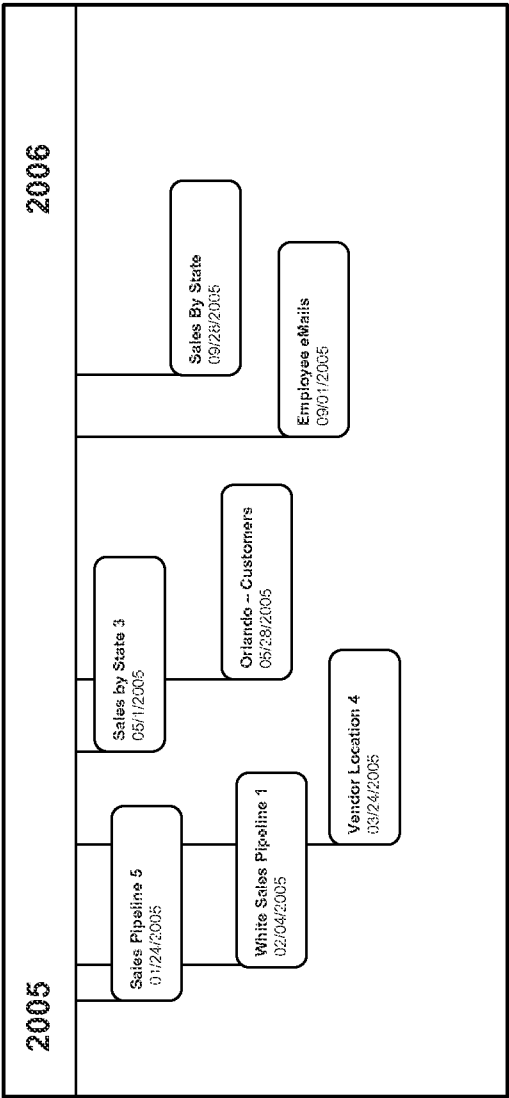 2005
2006
Sales Pipeline 5
01/24/2005
White Sales Pipeline 1
02/04/2005
Vendor Location 4
03/24/2005
Sales by State 3
05/1/2005
Orlando – Customers
05/28/2005
Employee eMails
09/01/2005
Sales By State
09/28/2005